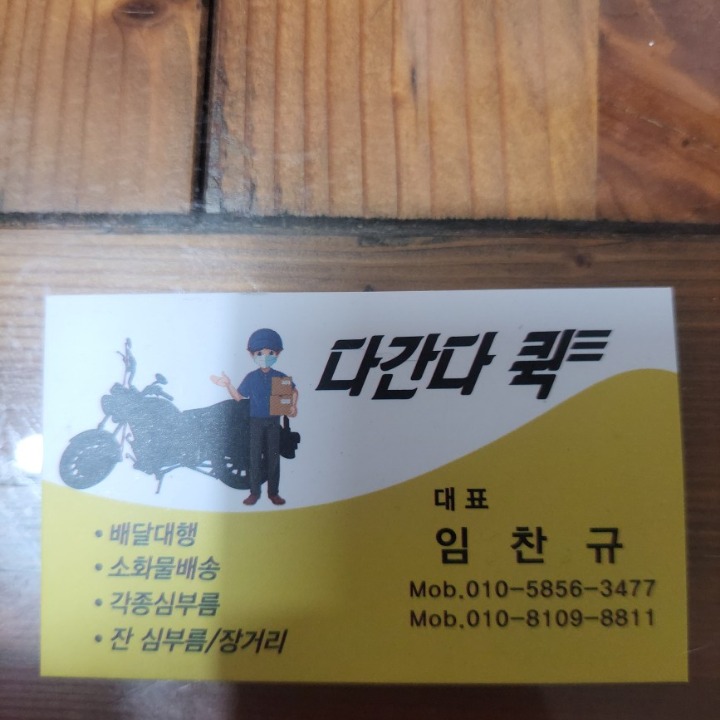 다간다 퀵
대표
임찬규
Mob.010-5856-3477
Mob.010-8109-8811
• 배달대행
• 소화물배송
• 각종심부름
• 잔 심부름/장거리